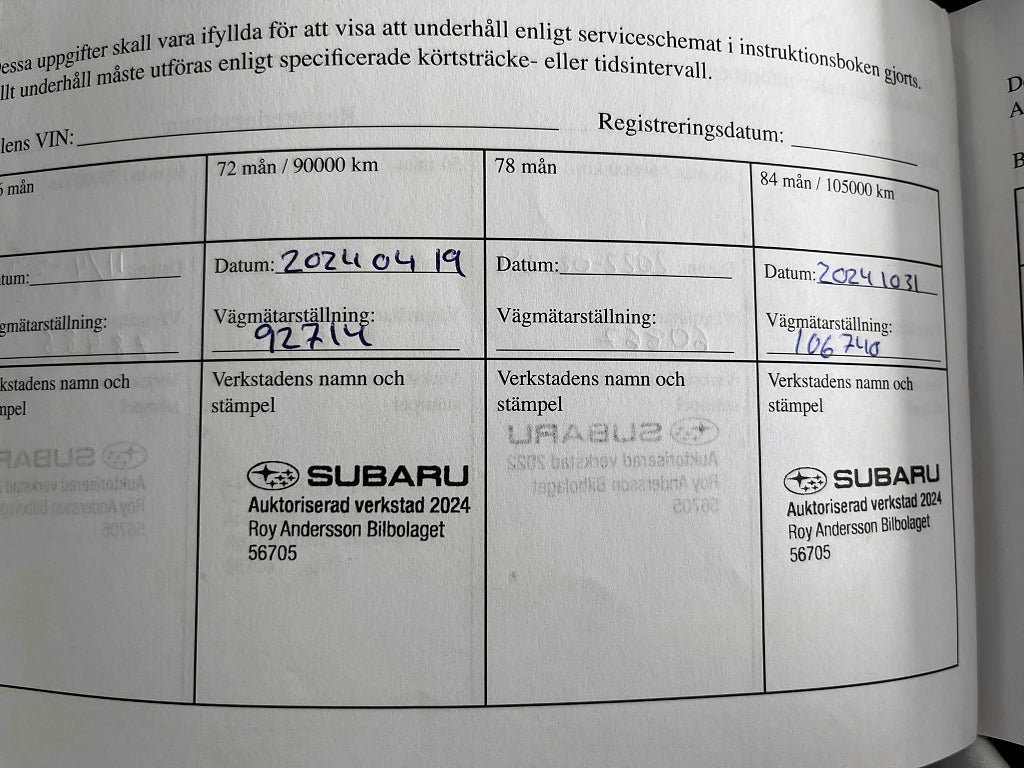 essa uppgifter skall vara ifyllda för att visa att underhåll enligt serviceschemat i instruktionsboken gjorts.
llt underhåll måste utföras enligt specificerade körtsträcke- eller tidsintervall.
lens VIN:
Registreringsdatum:
mån
72 mån / 90000 km
78 mån
84 mån / 105000 km
tum:
Datum: 2024 04 19
Datum:
Datum: 20241031
gmätarställning:
Vägmätarställning:
92714
Vägmätarställning:
Vägmätarställning:
106740
kstadens namn och
mpel
Verkstadens namn och
stämpel
Verkstadens namn och
stämpel
Verkstadens namn och
stämpel
SUBARU
Auktoriserad verkstad 2024
Roy Andersson Bilbolaget
56705
SUBARU
Auktoriserad verkstad 2024
Roy Andersson Bilbolaget
56705
D
A
B